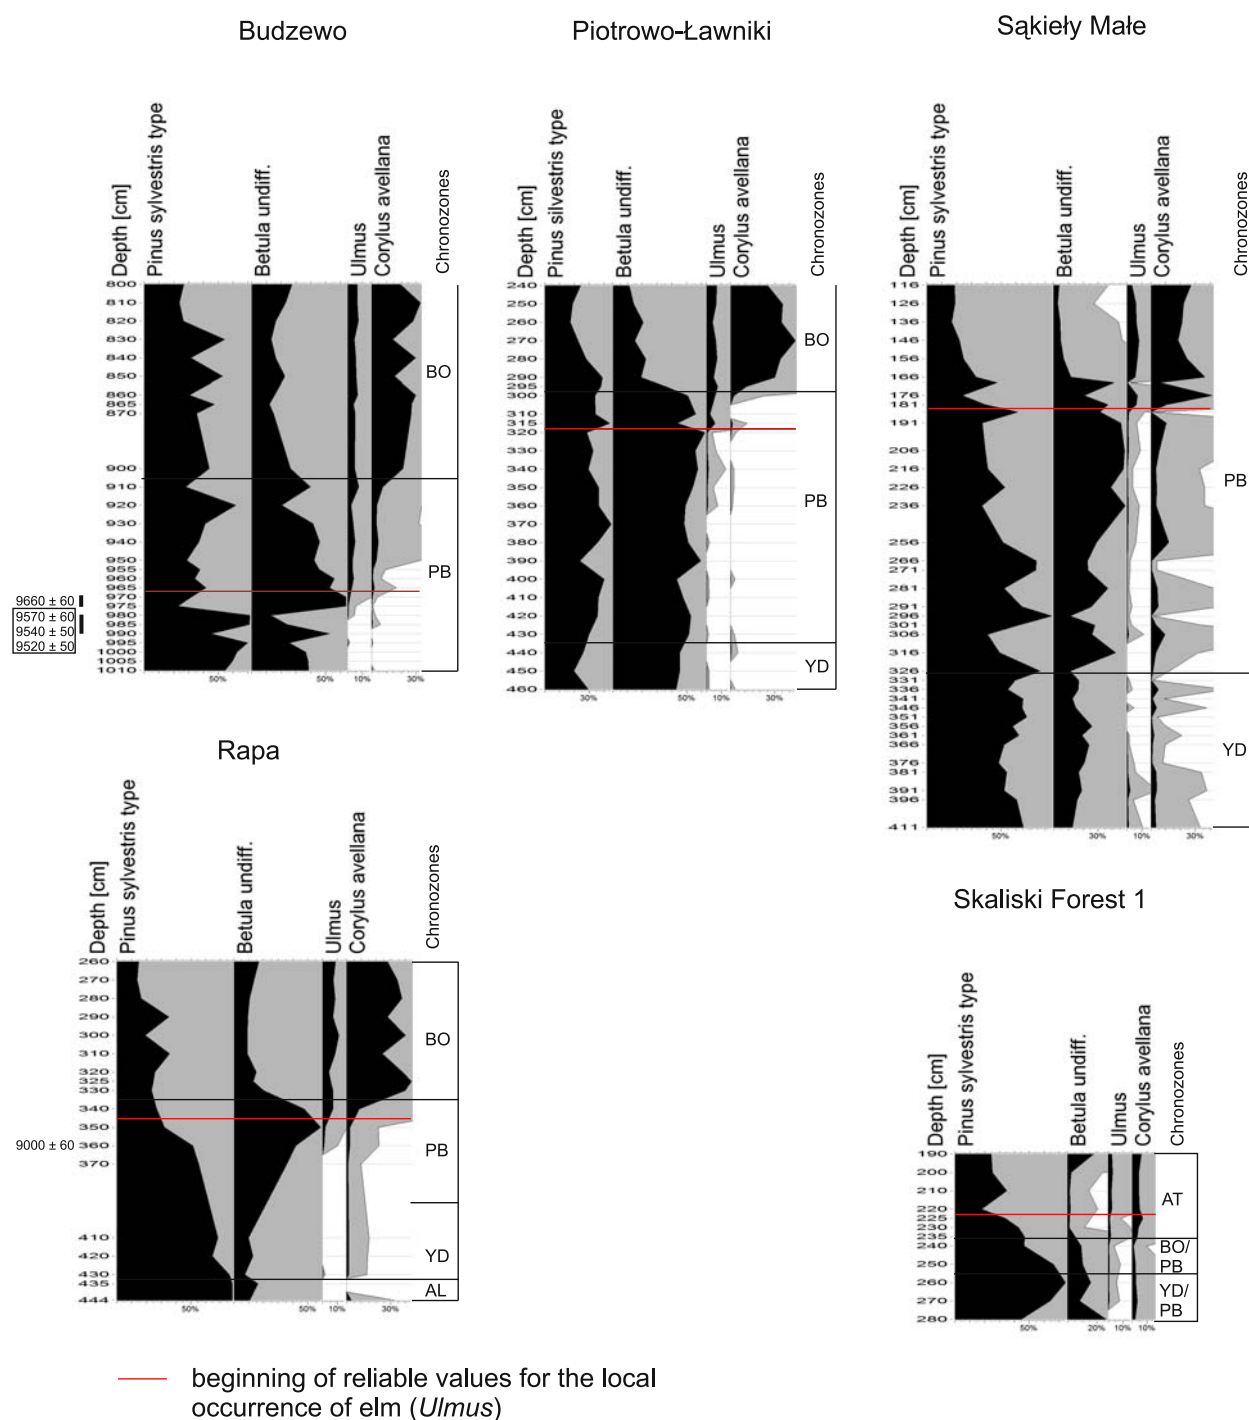 Budzewo
Depth [cm]
Pinus sylvestris type
Betula undiff.
Ulmus
Corylus avellana
Chronozones
800
810
820
830
840
850
860
865
870
900
910
920
930
950
955
960
965
970
975
980
985
990
995
1000
1005
1010
BO
PB
9660 ± 60
9570 ± 60
9540 ± 50
9520 ± 50
50%
50%
10%
30%
Piotrowo-Ławniki
Depth [cm]
Pinus silvestris type
Betula undiff.
Ulmus
Corylus avellana
Chronozones
240
260
270
280
290
295
300
310
315
320
340
350
360
370
390
400
420
430
450
460
BO
PB
YD
30%
50%
10%
30%
Sąkieły Małe
Depth [cm]
Pinus sylvestris type
Betula undiff.
Ulmus
Corylus avellana
Chronozones
116
126
136
146
156
166
176
181
191
206
216
226
236
256
266
271
281
291
296
301
306
316
326
331
336
341
346
351
356
361
366
376
381
391
396
411
PB
YD
50%
30%
10%
30%
Rapa
Depth [cm]
Pinus sylvestris type
Betula undiff.
Ulmus
Corylus avellana
Chronozones
260
270
280
290
300
310
320
325
330
340
350
360
370
410
420
430
435
444
BO
PB
YD
AL
9000 ± 60
50%
50%
10%
30%
Skaliski Forest 1
Depth [cm]
Pinus sylvestris type
Betula undiff.
Ulmus
Corylus avellana
Chronozones
190
200
210
220
225
230
235
240
250
260
270
280
AT
BO/
PB
YD/
PB
50%
20%
10%
10%
beginning of reliable values for the local
occurrence of elm (Ulmus)